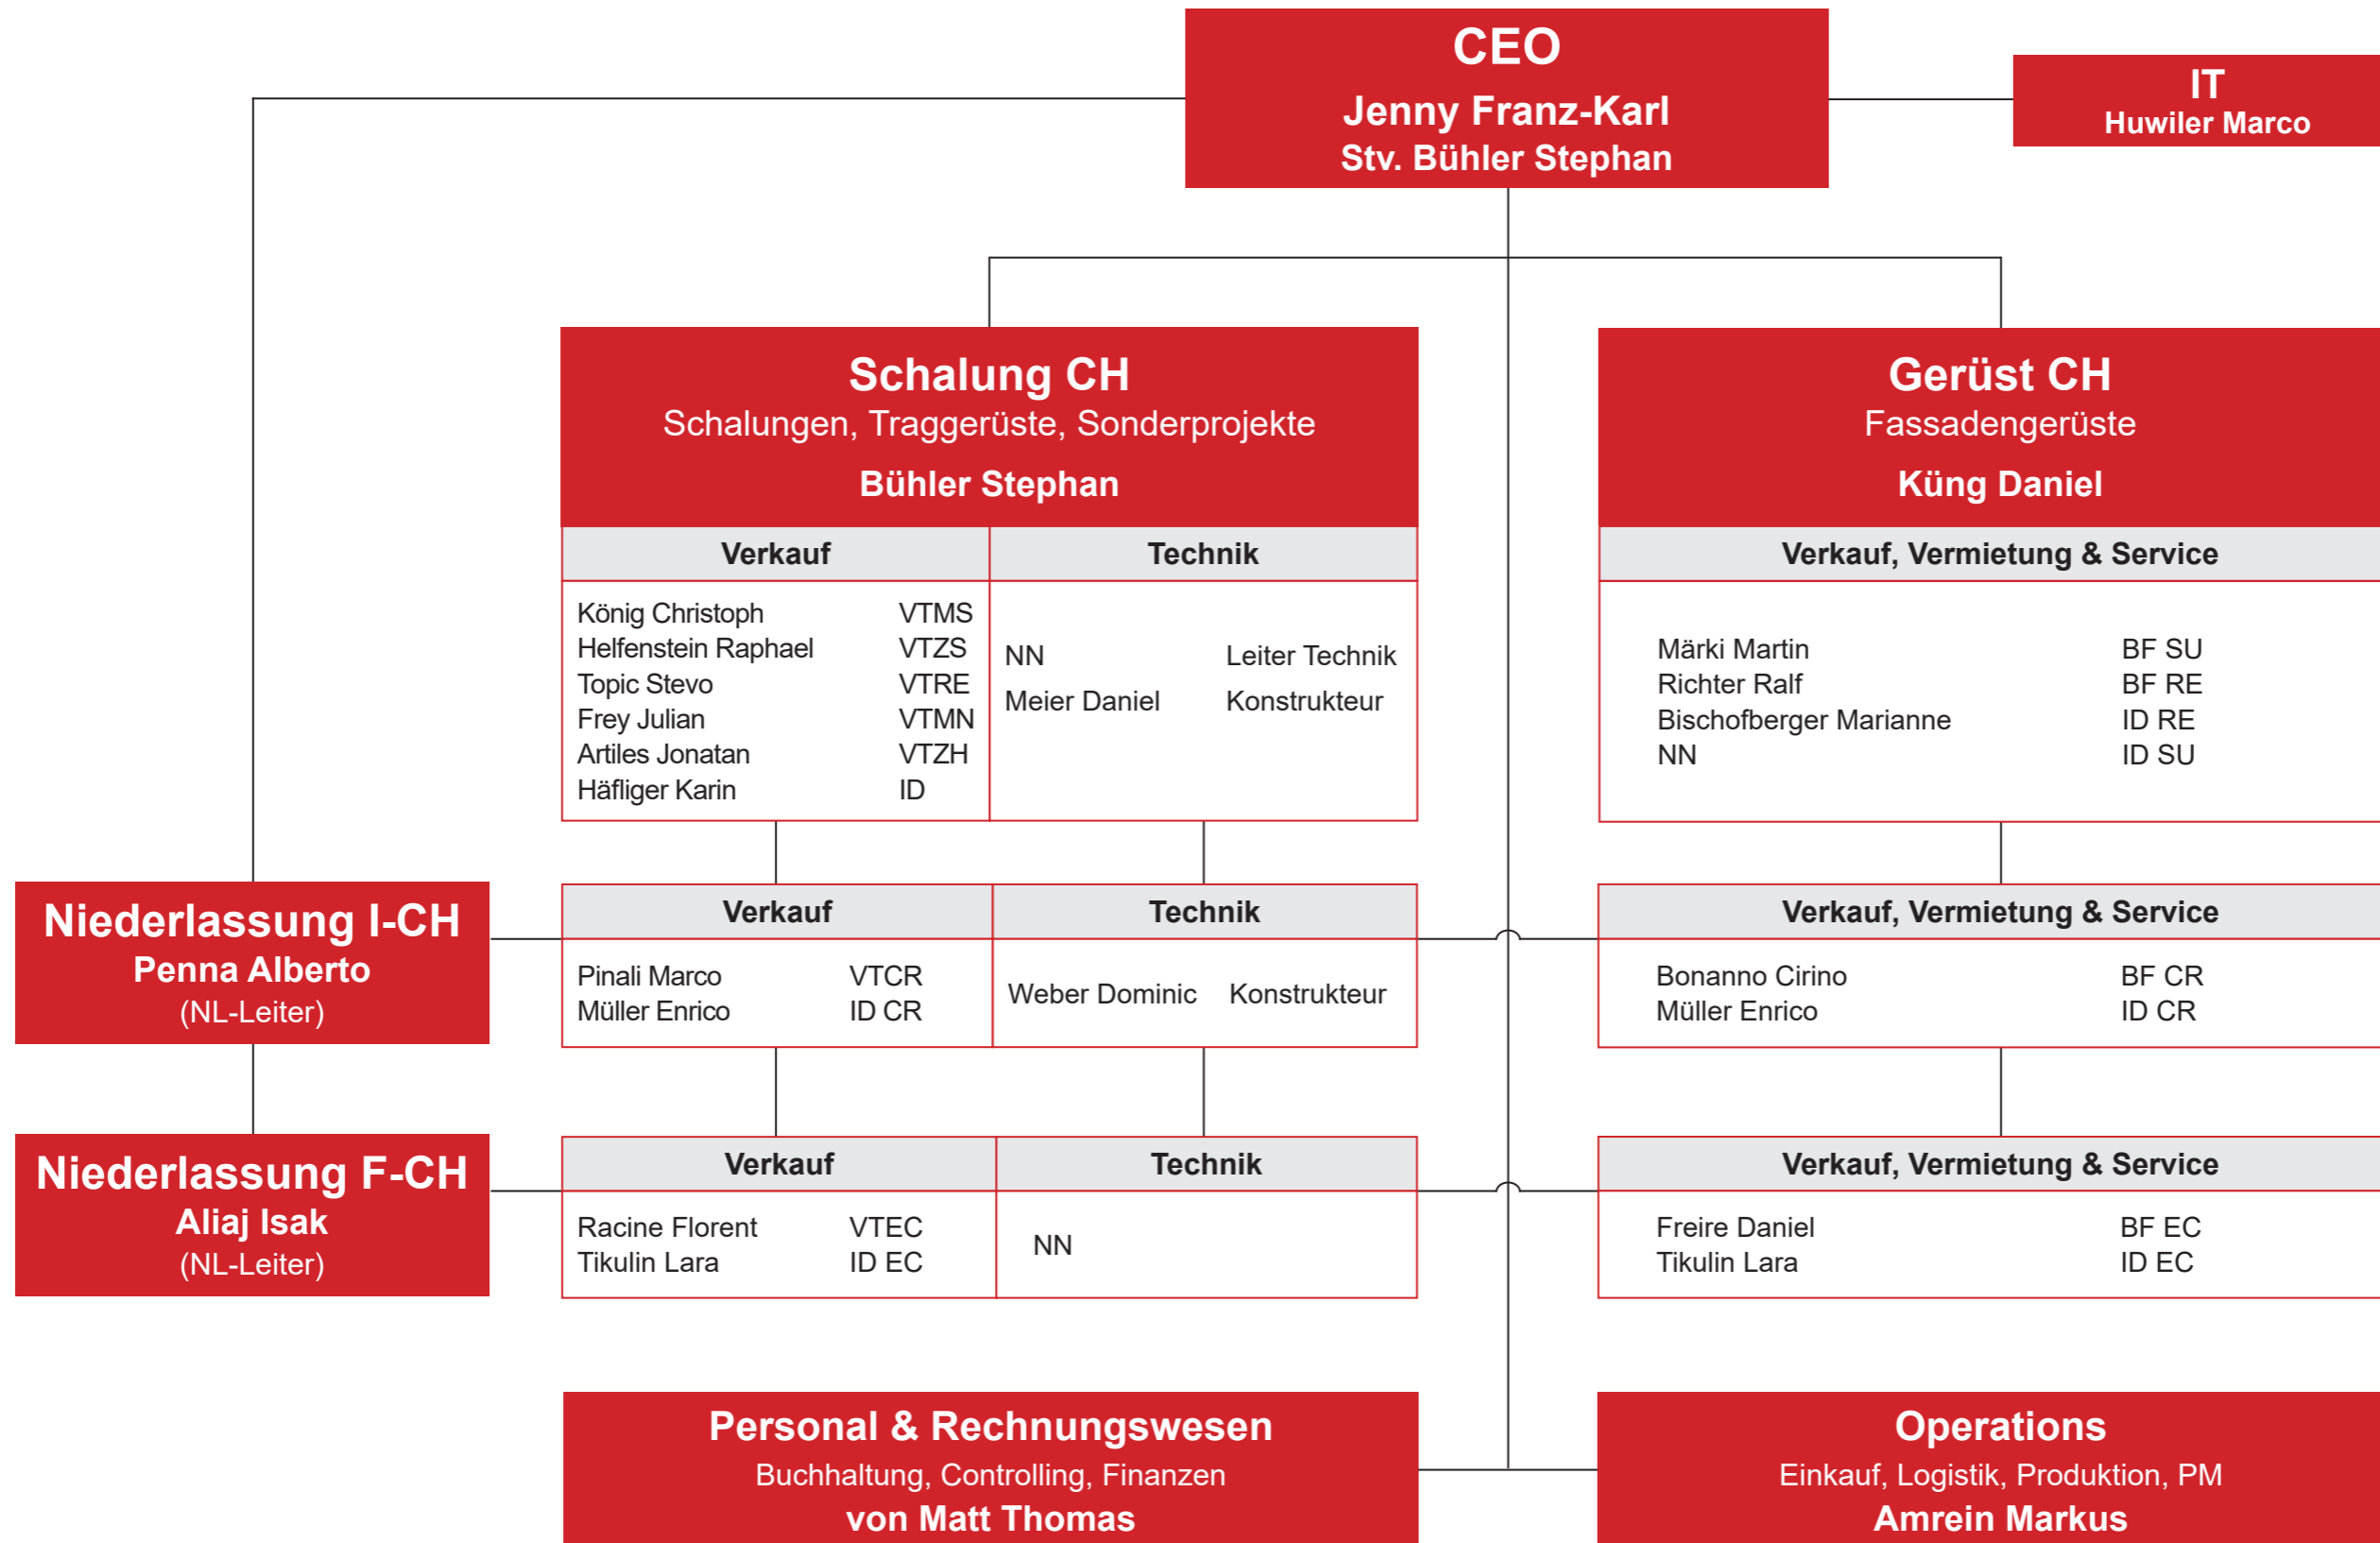 CEO
Jenny Franz-Karl
Stv. Bühler Stephan
IT
Huwiler Marco
Schalung CH
Schalungen, Traggerüste, Sonderprojekte
Bühler Stephan
Verkauf
Technik
König Christoph VTMS
Helfenstein Raphael VTZS
Topic Stevo VTRE
Frey Julian VTMN
Artiles Jonatan VTZH
Häfliger Karin ID
NN Leiter Technik
Meier Daniel Konstrukteur
Gerüst CH
Fassadengerüste
Küng Daniel
Verkauf, Vermietung & Service
Märki Martin BF SU
Richter Ralf BF RE
Bischofberger Marianne ID RE
NN ID SU
Niederlassung I-CH
Penna Alberto
(NL-Leiter)
Verkauf
Technik
Pinali Marco VTCR
Müller Enrico ID CR
Weber Dominic Konstrukteur
Verkauf, Vermietung & Service
Bonanno Cirino BF CR
Müller Enrico ID CR
Niederlassung F-CH
Aliaj Isak
(NL-Leiter)
Verkauf
Technik
Racine Florent VTEC
Tikulin Lara ID EC
NN
Verkauf, Vermietung & Service
Freire Daniel BF EC
Tikulin Lara ID EC
Personal & Rechnungswesen
Buchhaltung, Controlling, Finanzen
von Matt Thomas
Operations
Einkauf, Logistik, Produktion, PM
Amrein Markus